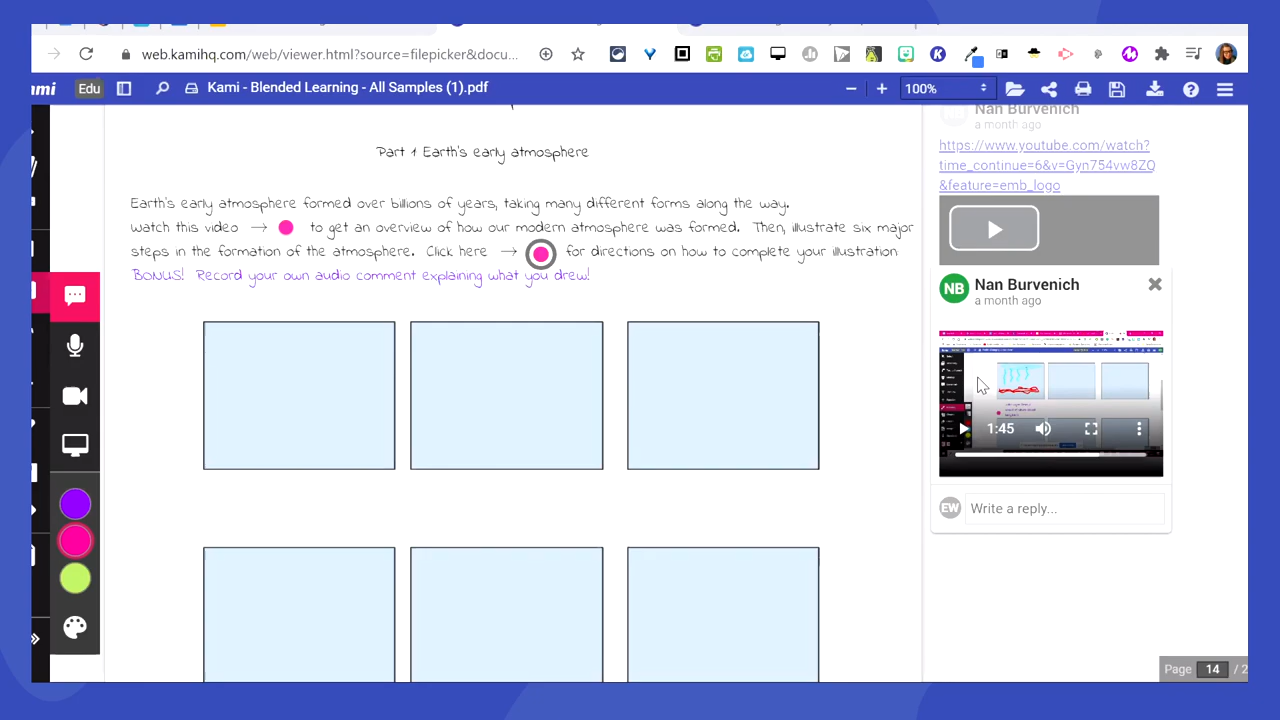 web.kamihq.com/web/viewer.html?source=filepicker&docu...
Edu
Kami - Blended Learning - All Samples (1).pdf
100%
Part 1 Earth's early atmosphere
Earth's early atmosphere formed over billions of years, taking many different forms along the way.
Watch this video → to get an overview of how our modern atmosphere was formed. Then, illustrate six major
steps in the formation of the atmosphere. Click here → for directions on how to complete your illustration
BONUS! Record your own audio comment explaining what you drew!
Nan Burvenich
a month ago
https://www.youtube.com/watch?
time_continue=6&v=Gyn754vw8ZQ
&feature=emb_logo
NB
Nan Burvenich
a month ago
1:45
EW
Write a reply...
Page 14 / 2